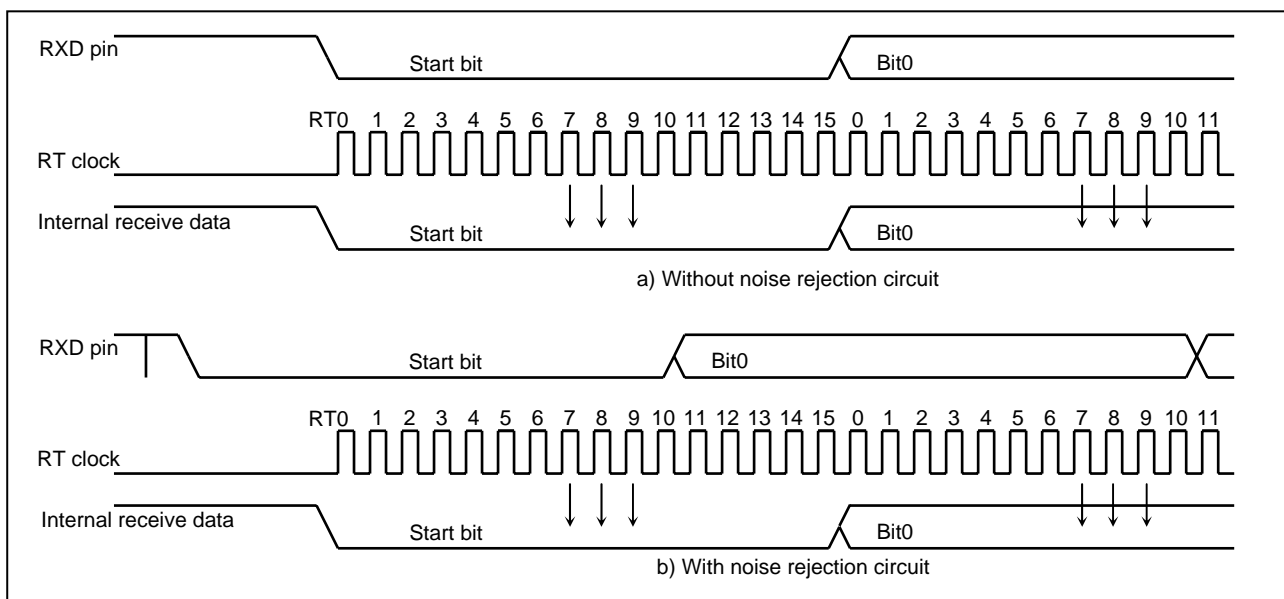 RXD pin
Start bit
Bit0
RT0 1 2 3 4 5 6 7 8 9 10 11 12 13 14 15 0 1 2 3 4 5 6 7 8 9 10 11
RT clock
Internal receive data
Start bit
Bit0
a) Without noise rejection circuit
RXD pin
Start bit
Bit0
RT0 1 2 3 4 5 6 7 8 9 10 11 12 13 14 15 0 1 2 3 4 5 6 7 8 9 10 11
RT clock
Internal receive data
Start bit
Bit0
b) With noise rejection circuit